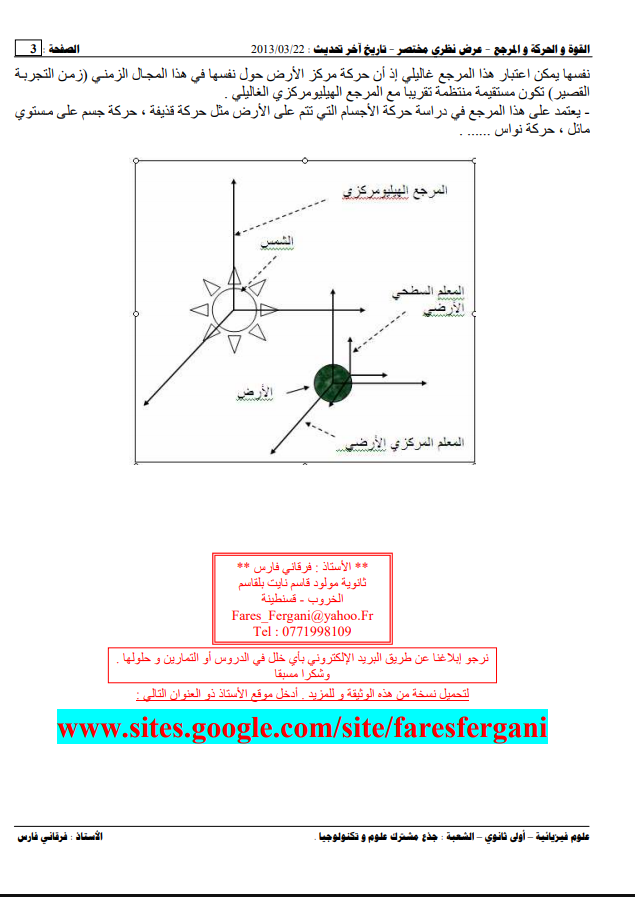 القوة و الحركة و المرجع - عرض نظري مختصر - تاريخ آخر تحديث : 2013/03/22 الصفحة : 3
نفسها يمكن اعتبار هذا المرجع غاليلي إذ أن حركة مركز الأرض حول نفسها في هذا المجال الزمني (زمن التجربة
القصير) تكون مستقيمة منتظمة تقريبا مع المرجع الهيليومركزي الغاليلي .
- يعتمد على هذا المرجع في دراسة حركة الأجسام التي تتم على الأرض مثل حركة قذيفة ، حركة جسم على مستوي
مائل ، حركة نواس ...... .
المرجع الهيليومركزي
الشمس
المعلم السطحي
الأرضي
الأرض
المعلم المركزي الأرضي
** الأستاذ : فرقاني فارس **
ثانوية مولود قاسم نايت بلقاسم
الخروب - قسنطينة
Fares_Fergani@yahoo.Fr
Tel : 0771998109
نرجو إبلاغنا عن طريق البريد الإلكتروني بأي خلل في الدروس أو التمارين و حلولها .
وشكرا مسبقا
لتحميل نسخة من هذه الوثيقة و للمزيد . أدخل موقع الأستاذ ذو العنوان التالي :
www.sites.google.com/site/faresfergani
علوم فيزيائية – أولى ثانوي – الشعبة : جذع مشترك علوم و تكنولوجيا . الأستاذ : فرقاني فارس